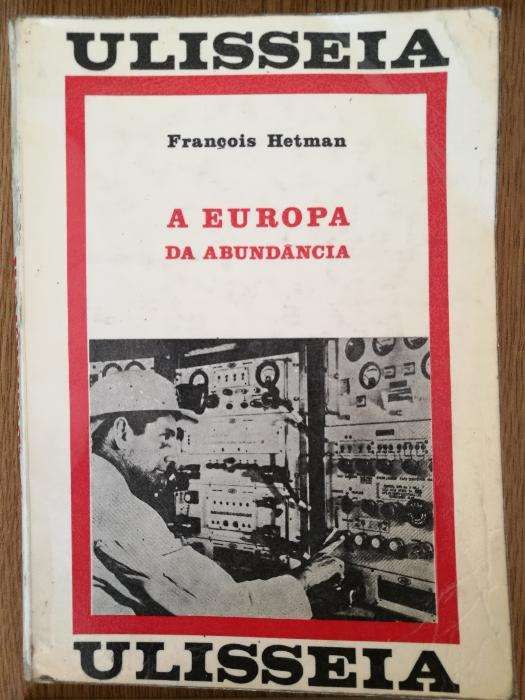 ULISSEIA
François Hetman
A EUROPA
DA ABUNDÂNCIA
ULISSEIA